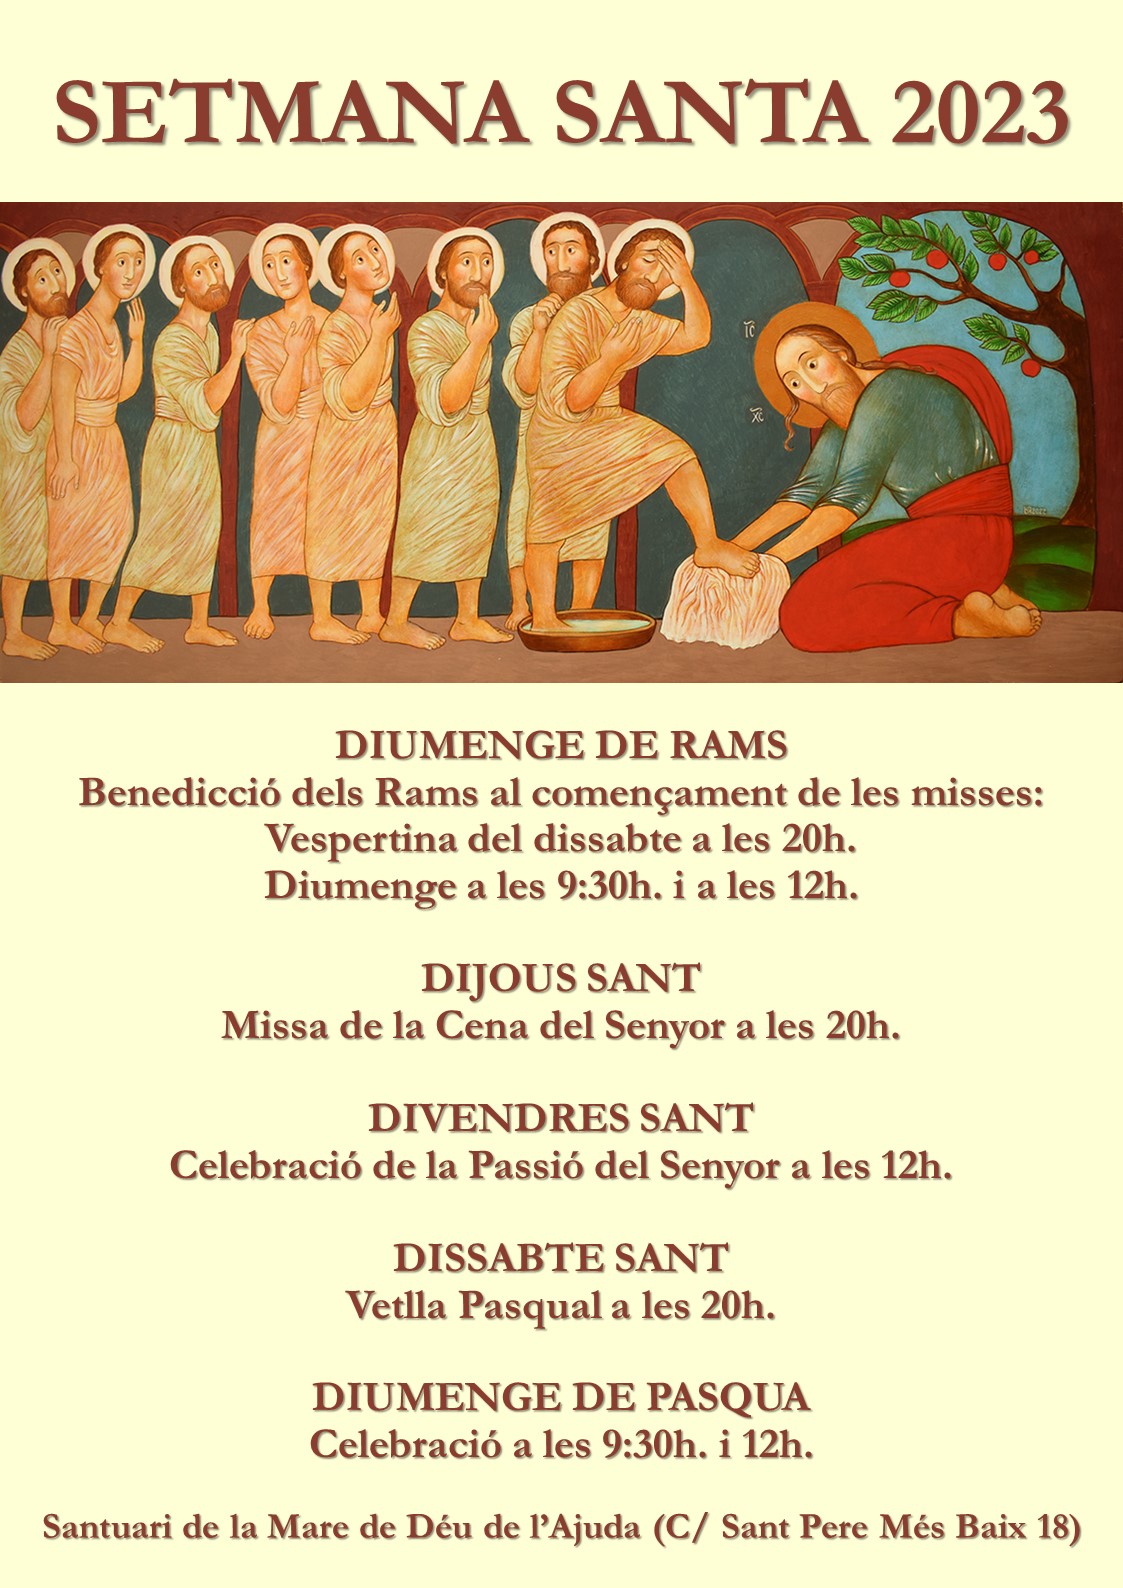 SETMANA SANTA 2023
IC
XC
DIUMENGE DE RAMS
Benedicció dels Rams al començament de les misses:
Vespertina del dissabte a les 20h.
Diumenge a les 9:30h. i a les 12h.
DIJOUS SANT
Missa de la Cena del Senyor a les 20h.
DIVENDRES SANT
Celebració de la Passió del Senyor a les 12h.
DISSABTE SANT
Vetlla Pasqual a les 20h.
DIUMENGE DE PASQUA
Celebració a les 9:30h. i 12h.
Santuari de la Mare de Déu de l’Ajuda (C/ Sant Pere Més Baix 18)